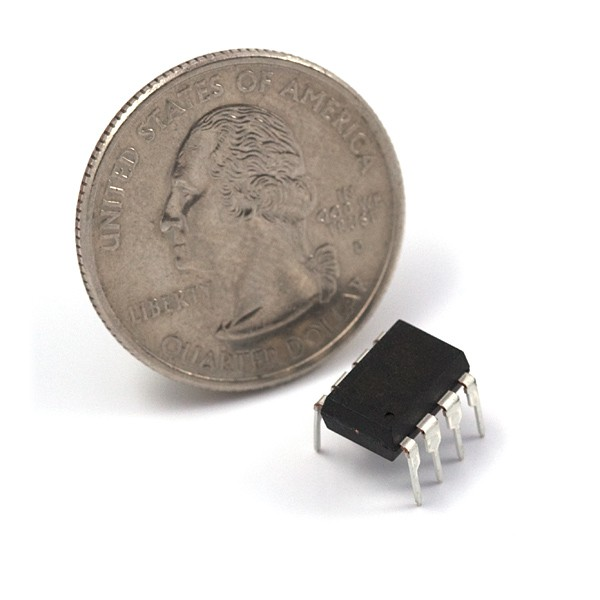 UNITED STATES OF AMERICA
LIBERTY
IN
GOD WE
TRUST
QUARTER DOLLAR